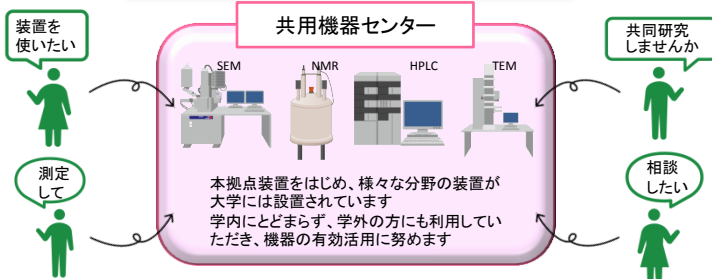 共用機器センター
装置を
使いたい
共同研究
しませんか
SEM
NMR
HPLC
TEM
測定
して
相談
したい
本拠点装置をはじめ、様々な分野の装置が
大学には設置されています
学内にとどまらず、学外の方にも利用してい
ただき、機器の有効活用に努めます